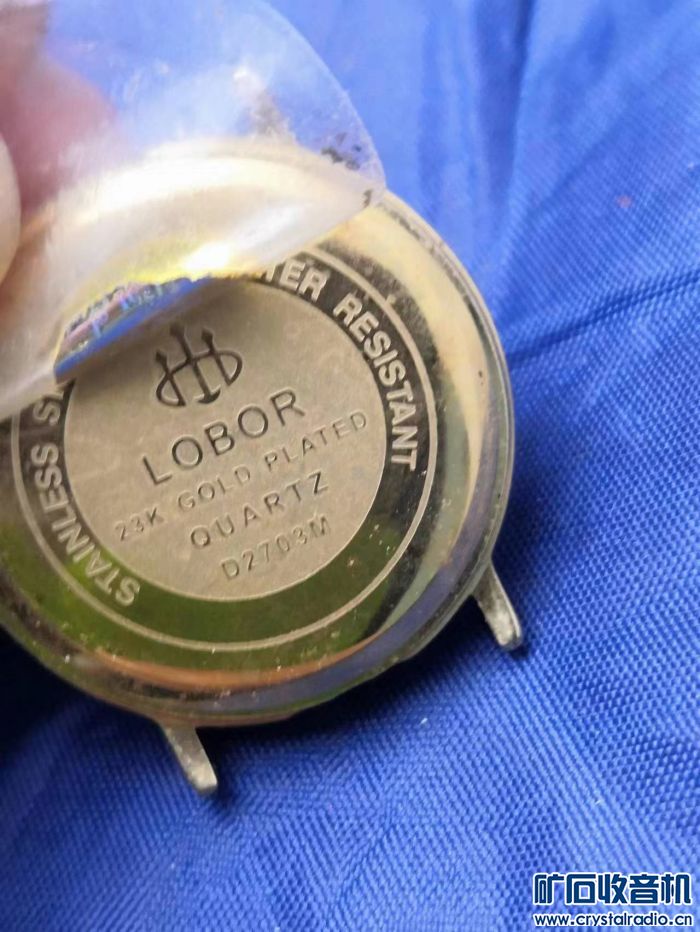 STAINLESS
RESISTANT
LOBOR
23K GOLD PLATED
QUARTZ
D2703M
矿石收音机
www.crystalradio.cn